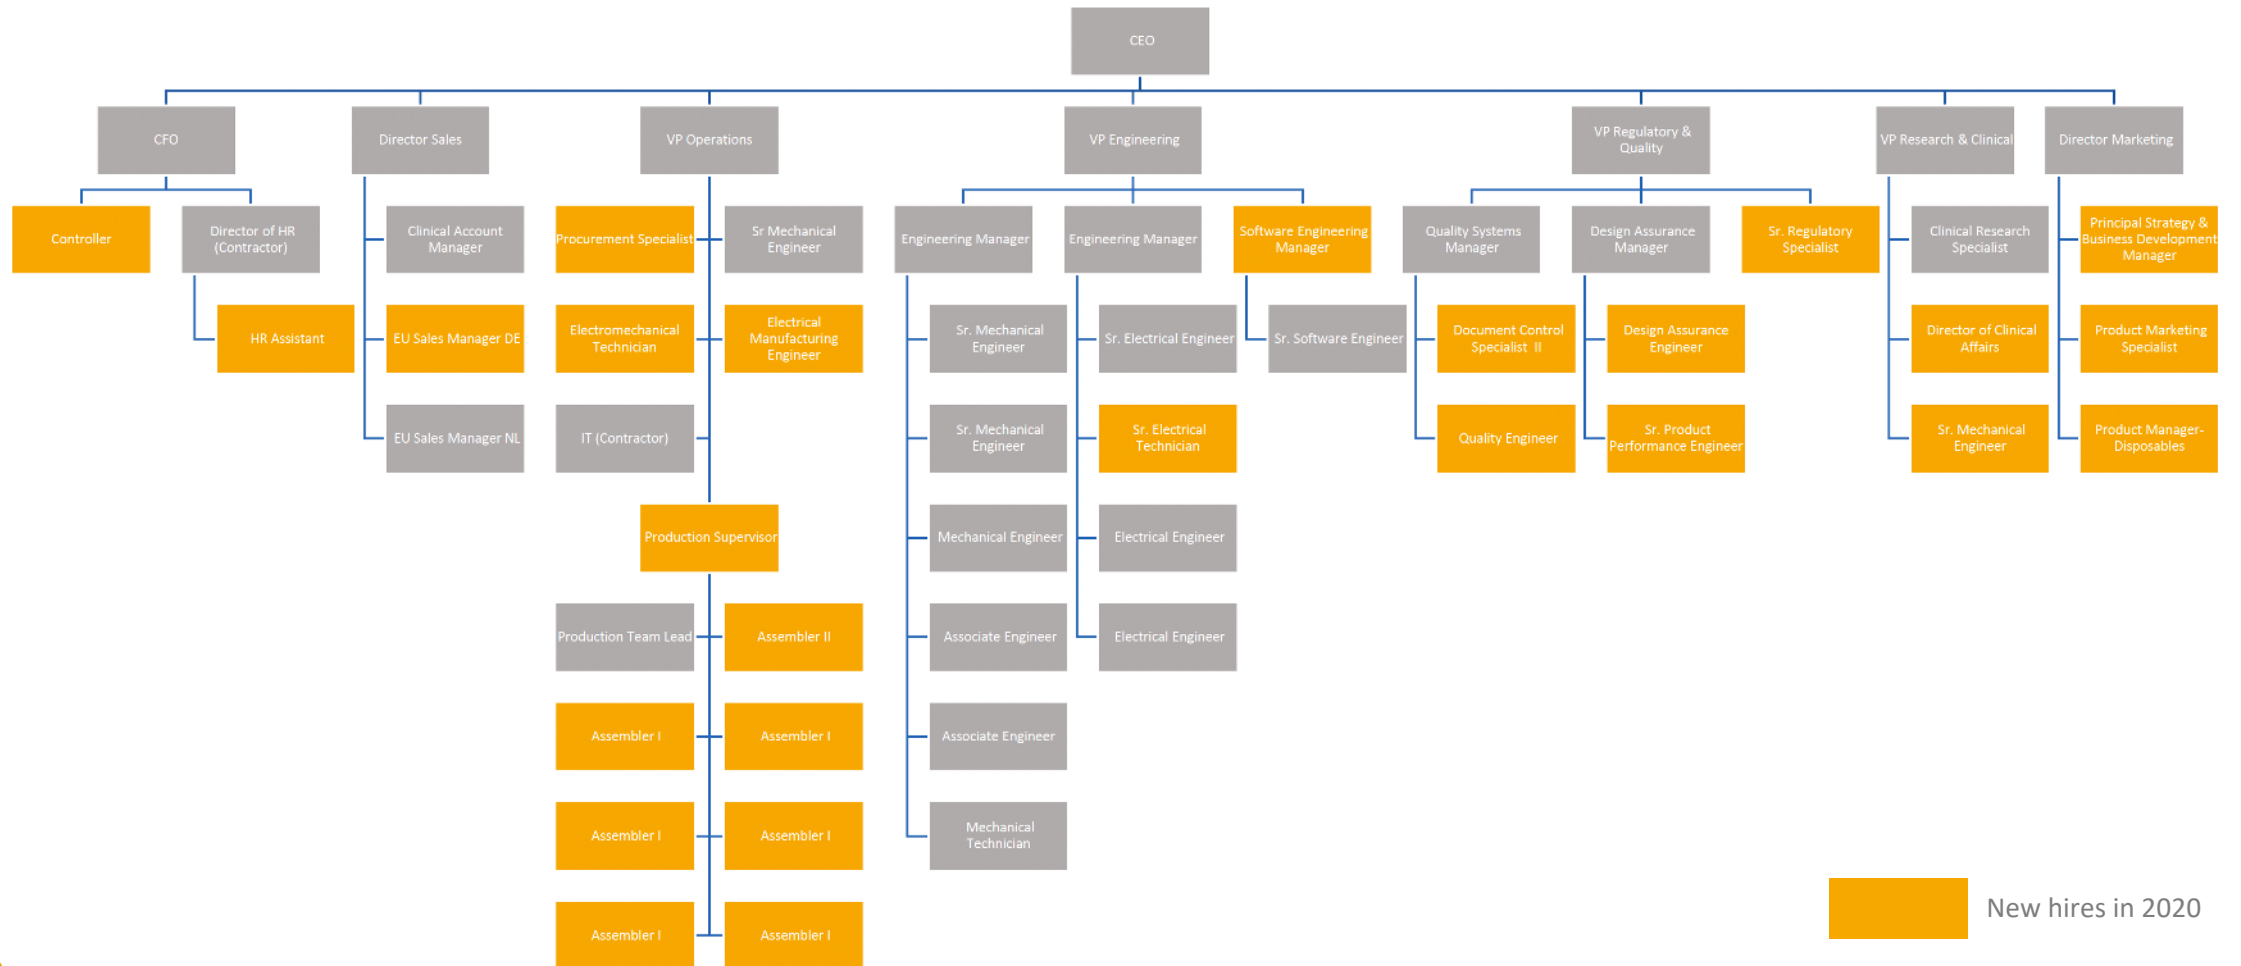 CEO
CFO
Director Sales
VP Operations
VP Engineering
VP Regulatory &
Quality
VP Research & Clinical
Director Marketing
Controller
Director of HR
(Contractor)
Clinical Account
Manager
Procurement Specialist
Sr Mechanical
Engineer
Engineering Manager
Engineering Manager
Software Engineering
Manager
Quality Systems
Manager
Design Assurance
Manager
Sr. Regulatory
Specialist
Clinical Research
Specialist
Principal Strategy &
Business Development
Manager
HR Assistant
EU Sales Manager DE
Electromechanical
Technician
Electrical
Manufacturing
Engineer
Sr. Mechanical
Engineer
Sr. Electrical Engineer
Sr. Software Engineer
Document Control
Specialist II
Design Assurance
Engineer
Director of Clinical
Affairs
Product Marketing
Specialist
EU Sales Manager NL
IT (Contractor)
Sr. Mechanical
Engineer
Sr. Electrical
Technician
Quality Engineer
Sr. Product
Performance Engineer
Sr. Mechanical
Engineer
Product Manager-
Disposables
Production Supervisor
Mechanical Engineer
Electrical Engineer
Production Team Lead
Assembler II
Associate Engineer
Electrical Engineer
Assembler I
Assembler I
Associate Engineer
Assembler I
Assembler I
Mechanical
Technician
Assembler I
Assembler I
New hires in 2020